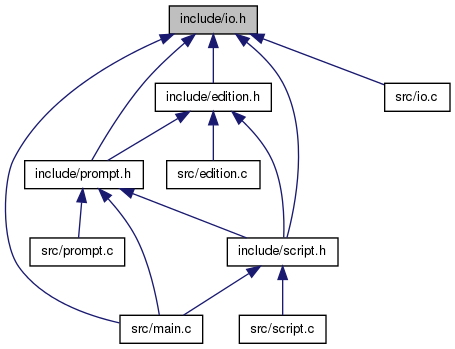 include/io.h
include/edition.h
src/io.c
include/prompt.h
src/edition.c
src/prompt.c
include/script.h
src/main.c
src/script.c